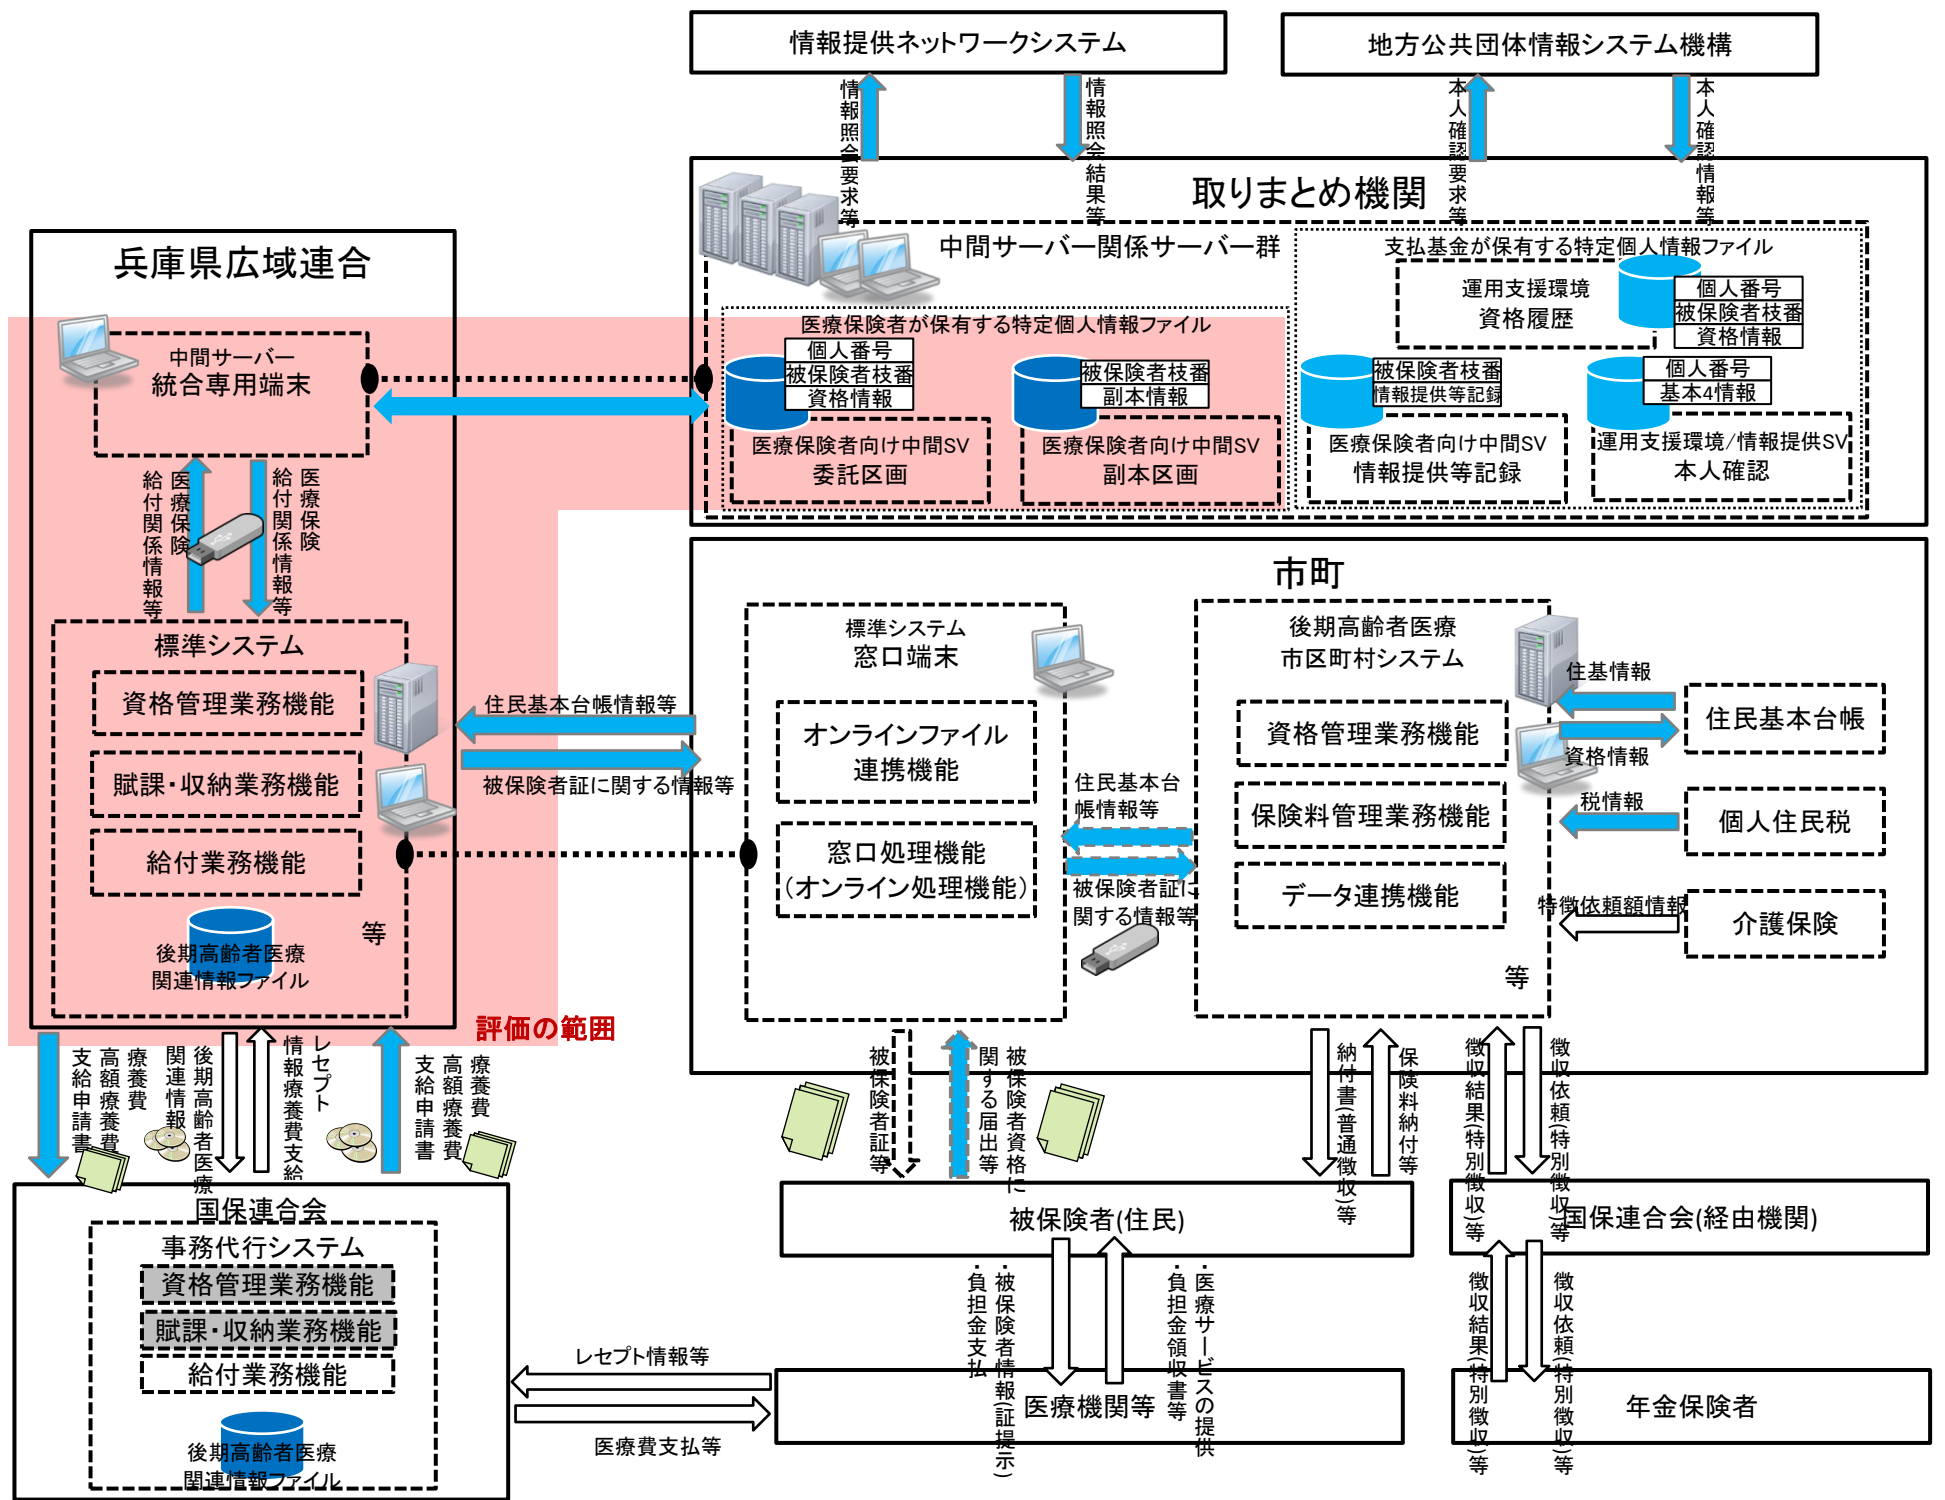 情報提供ネットワークシステム
地方公共団体情報システム機構
情報照会要求等
情報照会結果等
本人確認要求等
本人確認情報等
取りまとめ機関
中間サーバー関係サーバー群
支払基金が保有する特定個人情報ファイル
運用支援環境
資格履歴
個人番号
被保険者枝番
資格情報
医療保険者が保有する特定個人情報ファイル
個人番号
被保険者枝番
資格情報
被保険者枝番
副本情報
被保険者枝番
情報提供等記録
個人番号
基本4情報
医療保険者向け中間SV
委託区画
医療保険者向け中間SV
副本区画
医療保険者向け中間SV
情報提供等記録
運用支援環境/情報提供SV
本人確認
兵庫県広域連合
中間サーバー
統合専用端末
医療保険
給付関係情報等
医療保険
給付関係情報等
標準システム
資格管理業務機能
賦課・収納業務機能
給付業務機能
等
後期高齢者医療
関連情報ファイル
評価の範囲
住民基本台帳情報等
被保険者証に関する情報等
市町
標準システム
窓口端末
オンラインファイル
連携機能
窓口処理機能
(オンライン処理機能)
住民基本台
帳情報等
被保険者証に
関する情報等
後期高齢者医療
市区町村システム
資格管理業務機能
保険料管理業務機能
データ連携機能
等
住基情報
資格情報
税情報
特徴依頼額情報
住民基本台帳
個人住民税
介護保険
療養費
高額療養費
支給申請書
後期高齢者医療
関連情報
レセプト
情報療養費支給
療養費
高額療養費
支給申請書
被保険者証等
被保険者資格に
関する届出等
納付書(普通徴収)等
保険料納付等
徴収結果(特別徴収)等
徴収依頼(特別徴収)等
国保連合会
事務代行システム
資格管理業務機能
賦課・収納業務機能
給付業務機能
後期高齢者医療
関連情報ファイル
被保険者(住民)
国保連合会(経由機関)
・被保険者情報(証提示)
・負担金支払
・医療サービスの提供
・負担金領収書等
徴収結果(特別徴収)等
徴収依頼(特別徴収)等
レセプト情報等
医療費支払等
医療機関等
年金保険者